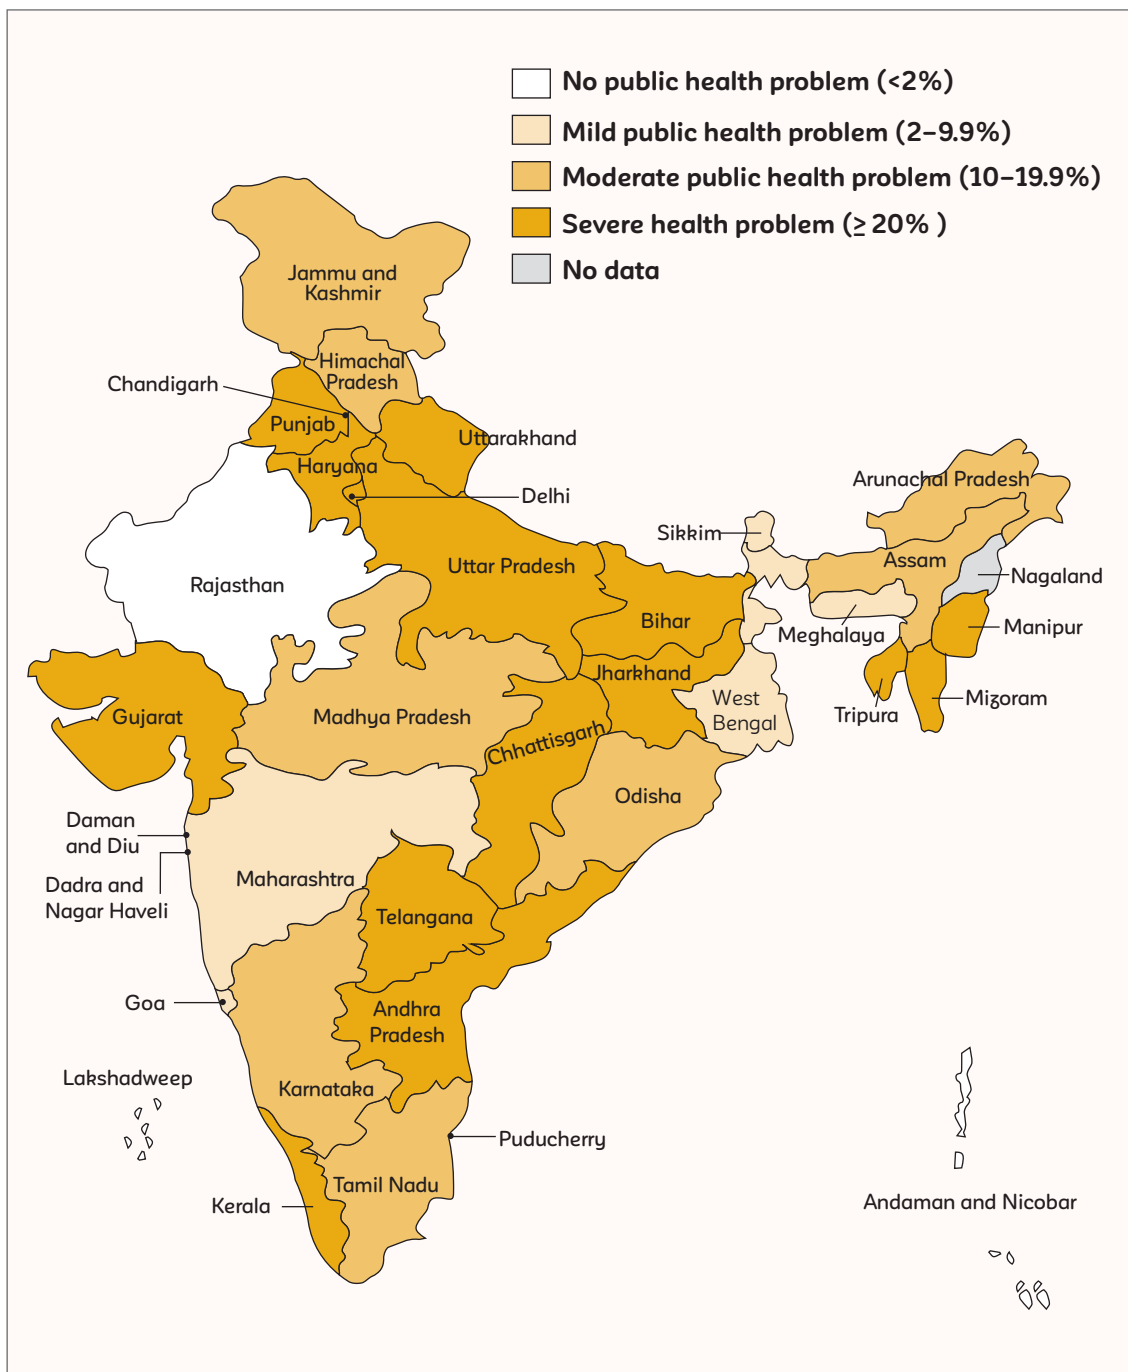 No public health problem (<2%)
Mild public health problem (2–9.9%)
Moderate public health problem (10–19.9%)
Severe health problem (≥ 20% )
No data
Jammu and
Kashmir
Himachal
Pradesh
Chandigarh
Punjab
Uttarakhand
Haryana
Delhi
Arunachal Pradesh
Sikkim
Assam
Uttar Pradesh
Nagaland
Rajasthan
Bihar
Meghalaya
Manipur
Jharkhand
Mizoram
Tripura
West
Bengal
Gujarat
Madhya Pradesh
Chhattisgarh
Odisha
Daman
and Diu
Dadra and
Nagar Haveli
Maharashtra
Telangana
Goa
Andhra
Pradesh
Lakshadweep
Karnataka
Puducherry
Tamil Nadu
Kerala
Andaman and Nicobar